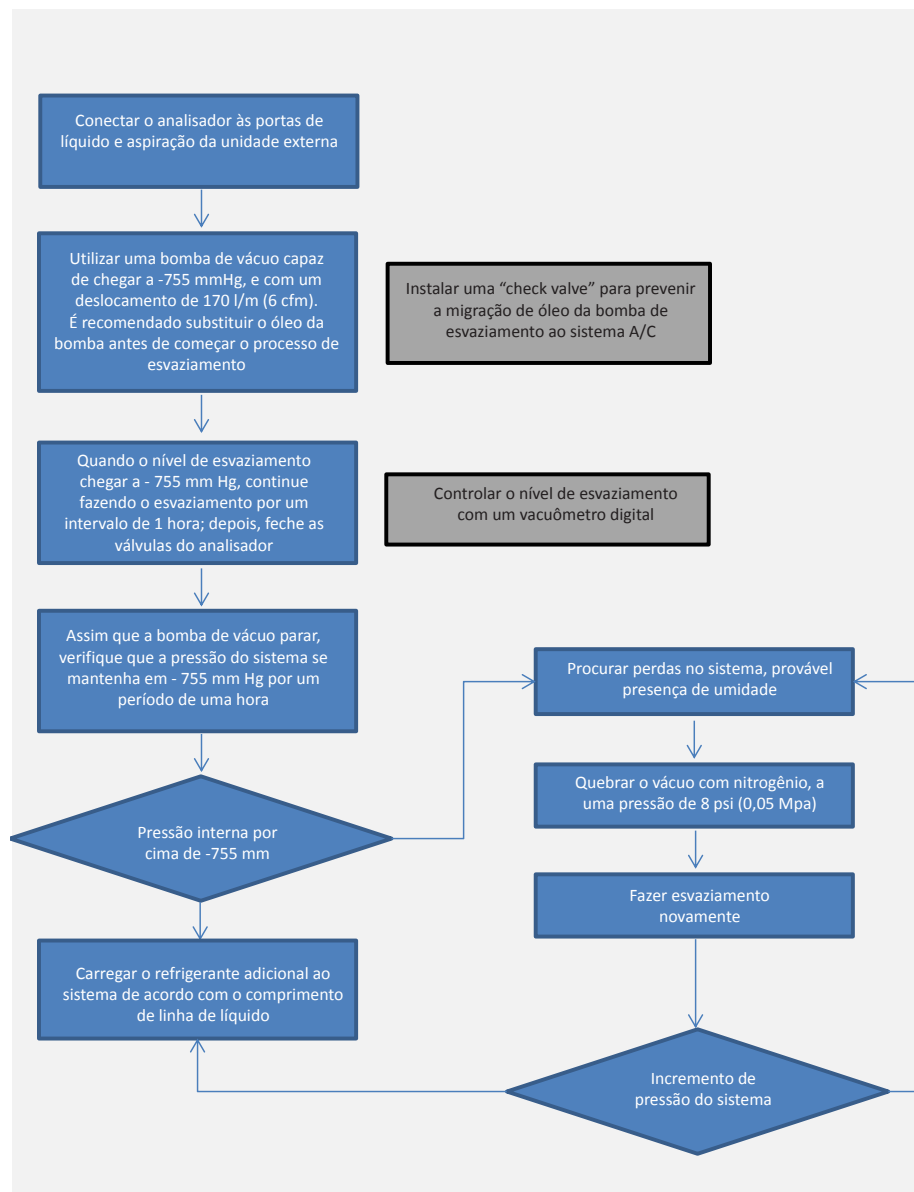 Conectar o analisador às portas de
líquido e aspiração da unidade externa
Utilizar uma bomba de vácuo capaz
de chegar a -755 mmHg, e com um
deslocamento de 170 l/m (6 cfm).
É recomendado substituir o óleo da
bomba antes de começar o processo de
esvaziamento
Instalar uma “check valve” para prevenir
a migração de óleo da bomba de
esvaziamento ao sistema A/C
Quando o nível de esvaziamento
chegar a - 755 mm Hg, continue
fazendo o esvaziamento por um
intervalo de 1 hora; depois, feche as
válvulas do analisador
Controlar o nível de esvaziamento
com um vacuômetro digital
Assim que a bomba de vácuo parar,
verifique que a pressão do sistema se
mantenha em - 755 mm Hg por um
período de uma hora
Pressão interna por
cima de -755 mm
Carregar o refrigerante adicional ao
sistema de acordo com o comprimento
de linha de líquido
Procurar perdas no sistema, provável
presença de umidade
Quebrar o vácuo com nitrogênio, a
uma pressão de 8 psi (0,05 Mpa)
Fazer esvaziamento
novamente
Incremento de
pressão do sistema